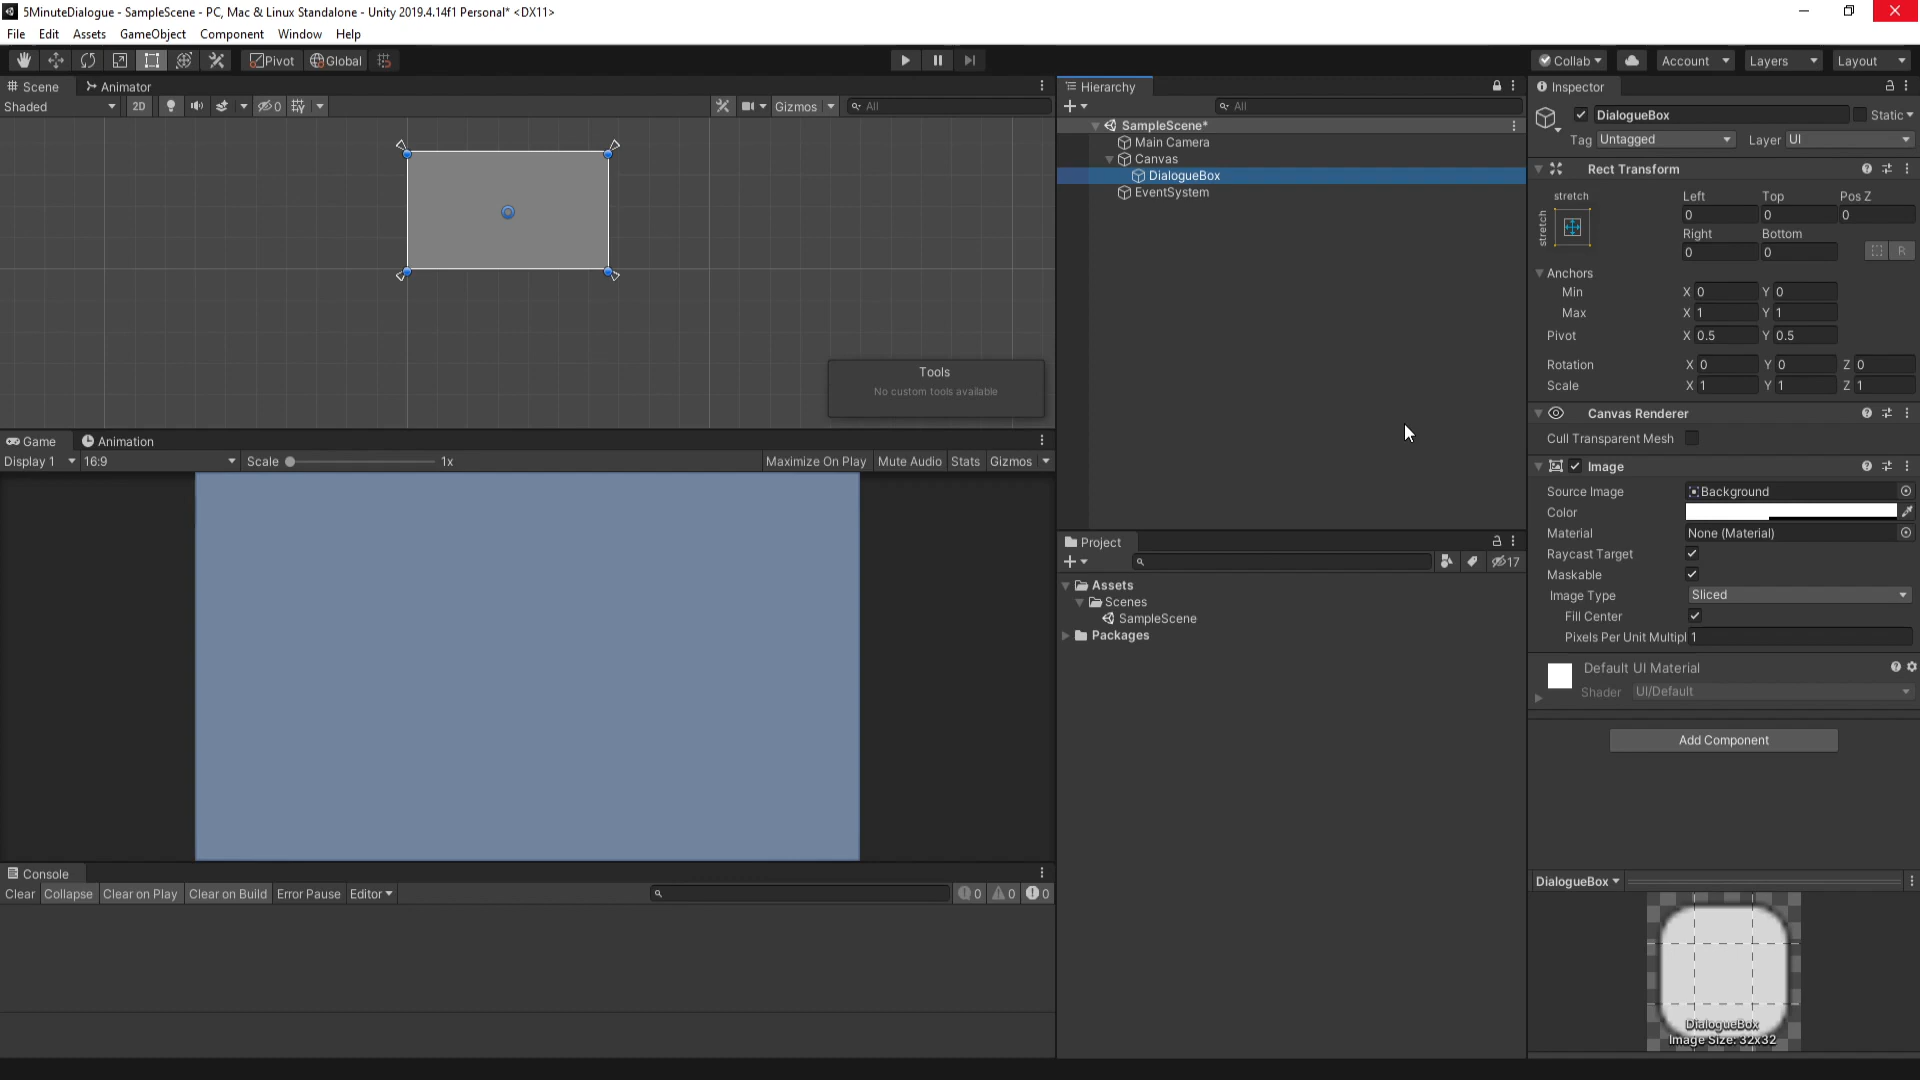 5MinuteDialogue - SampleScene - PC, Mac & Linux Standalone - Unity 2019.4.14f1 Personal* <DX11>
File Edit Assets GameObject Component Window Help
Pivot Global Collab Account Layers Layout
Scene Animator
Shaded 2D 0 Gizmos All
Tools
No custom tools available
Game Animation
Display 1 16:9 Scale 1x Maximize On Play Mute Audio Stats Gizmos
Console
Clear Collapse Clear on Play Clear on Build Error Pause Editor 0 0 0
Hierarchy
All
SampleScene*
Main Camera
Canvas
DialogueBox
EventSystem
Project
17
Assets
Scenes
SampleScene
Packages
Inspector
DialogueBox Static
Tag Untagged Layer UI
Rect Transform
stretch Left Top Pos Z
stretch 0 0 0
Right Bottom
0 0 R
Anchors
Min X 0 Y 0
Max X 1 Y 1
Pivot X 0.5 Y 0.5
Rotation X 0 Y 0 Z 0
Scale X 1 Y 1 Z 1
Canvas Renderer
Cull Transparent Mesh
Image
Source Image Background
Color
Material None (Material)
Raycast Target
Maskable
Image Type Sliced
Fill Center
Pixels Per Unit Multipl 1
Default UI Material
Shader UI/Default
Add Component
DialogueBox
DialogueBox
Image Size: 32x32